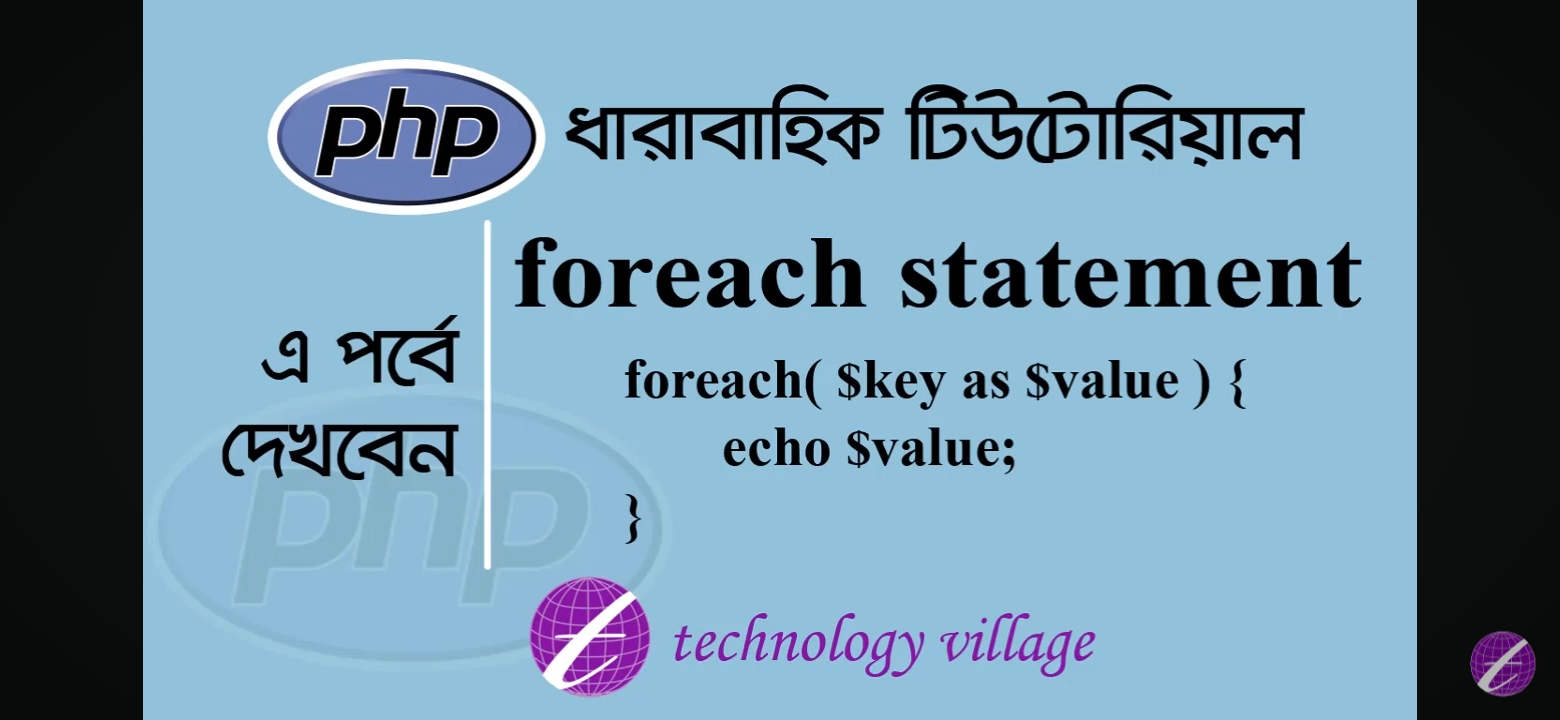 php ধারাবাহিক টিউটোরিয়াল
foreach statement
এ পর্বে
দেখবেন
foreach( $key as $value ) {
echo $value;
}
php
technology village